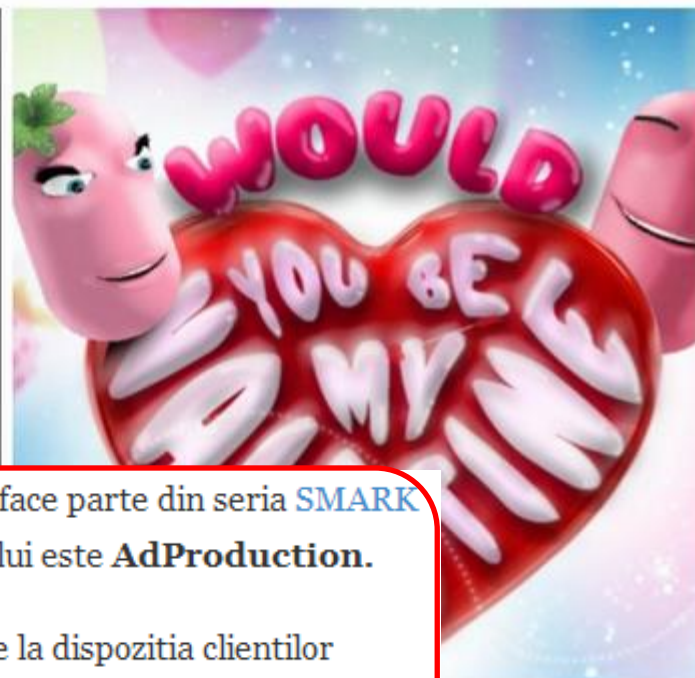 WOULD
YOU BE
MY
face parte din seria SMARK
lui este AdProduction.
e la dispozitia clientilor